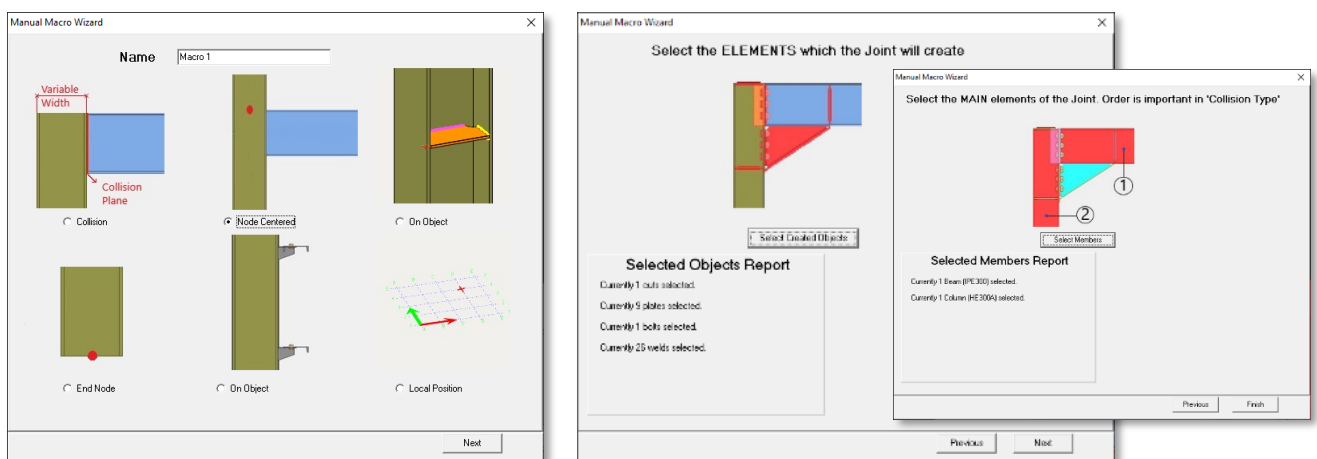 Manual Macro Wizard
Name Macro 1
Variable
Width
Collision
Plane
Collision
Node Centered
On Object
End Node
On Object
Local Position
Next
Manual Macro Wizard
Select the ELEMENTS which the Joint will create
Select Created Objects
Selected Objects Report
Currently 1 cuts selected.
Currently 9 plates selected.
Currently 1 bolts selected.
Currently 26 welds selected.
Previous Next
Manual Macro Wizard
Select the MAIN elements of the Joint. Order is important in 'Collision Type'
1
2
Select Members
Selected Members Report
Currently 1 Beam (IPE300) selected.
Currently 1 Column (HE300A) selected.
Previous Finish